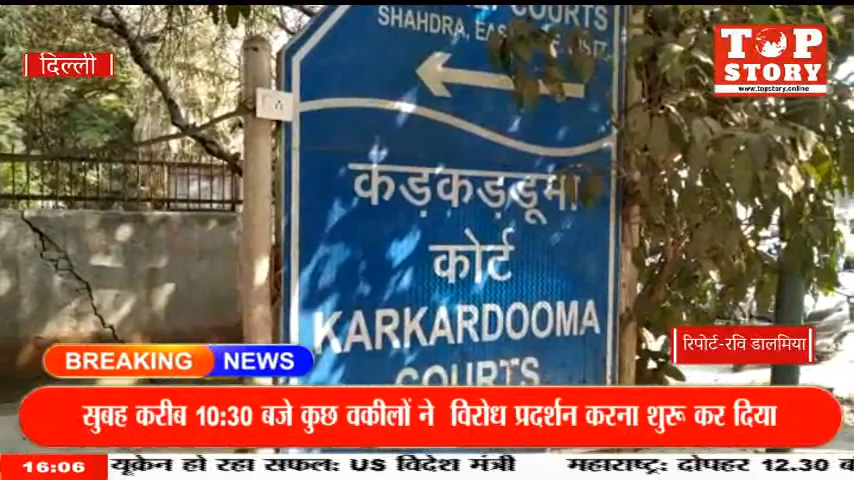 COURTS
SHAHDRA,
TOP
STORY
www.topstory.online
दिल्ली
कड़कड़डूमा
कोर्ट
KARKARDOOMA
COURTS
रिपोर्ट-रवि डालमिया
BREAKING NEWS
सुबह करीब 10:30 बजे कुछ वकीलों ने विरोध प्रदर्शन करना शुरू कर दिया
16:06 यूक्रेन हो रहा सफल: US विदेश मंत्री महाराष्ट्र: दोपहर 12.30 ब